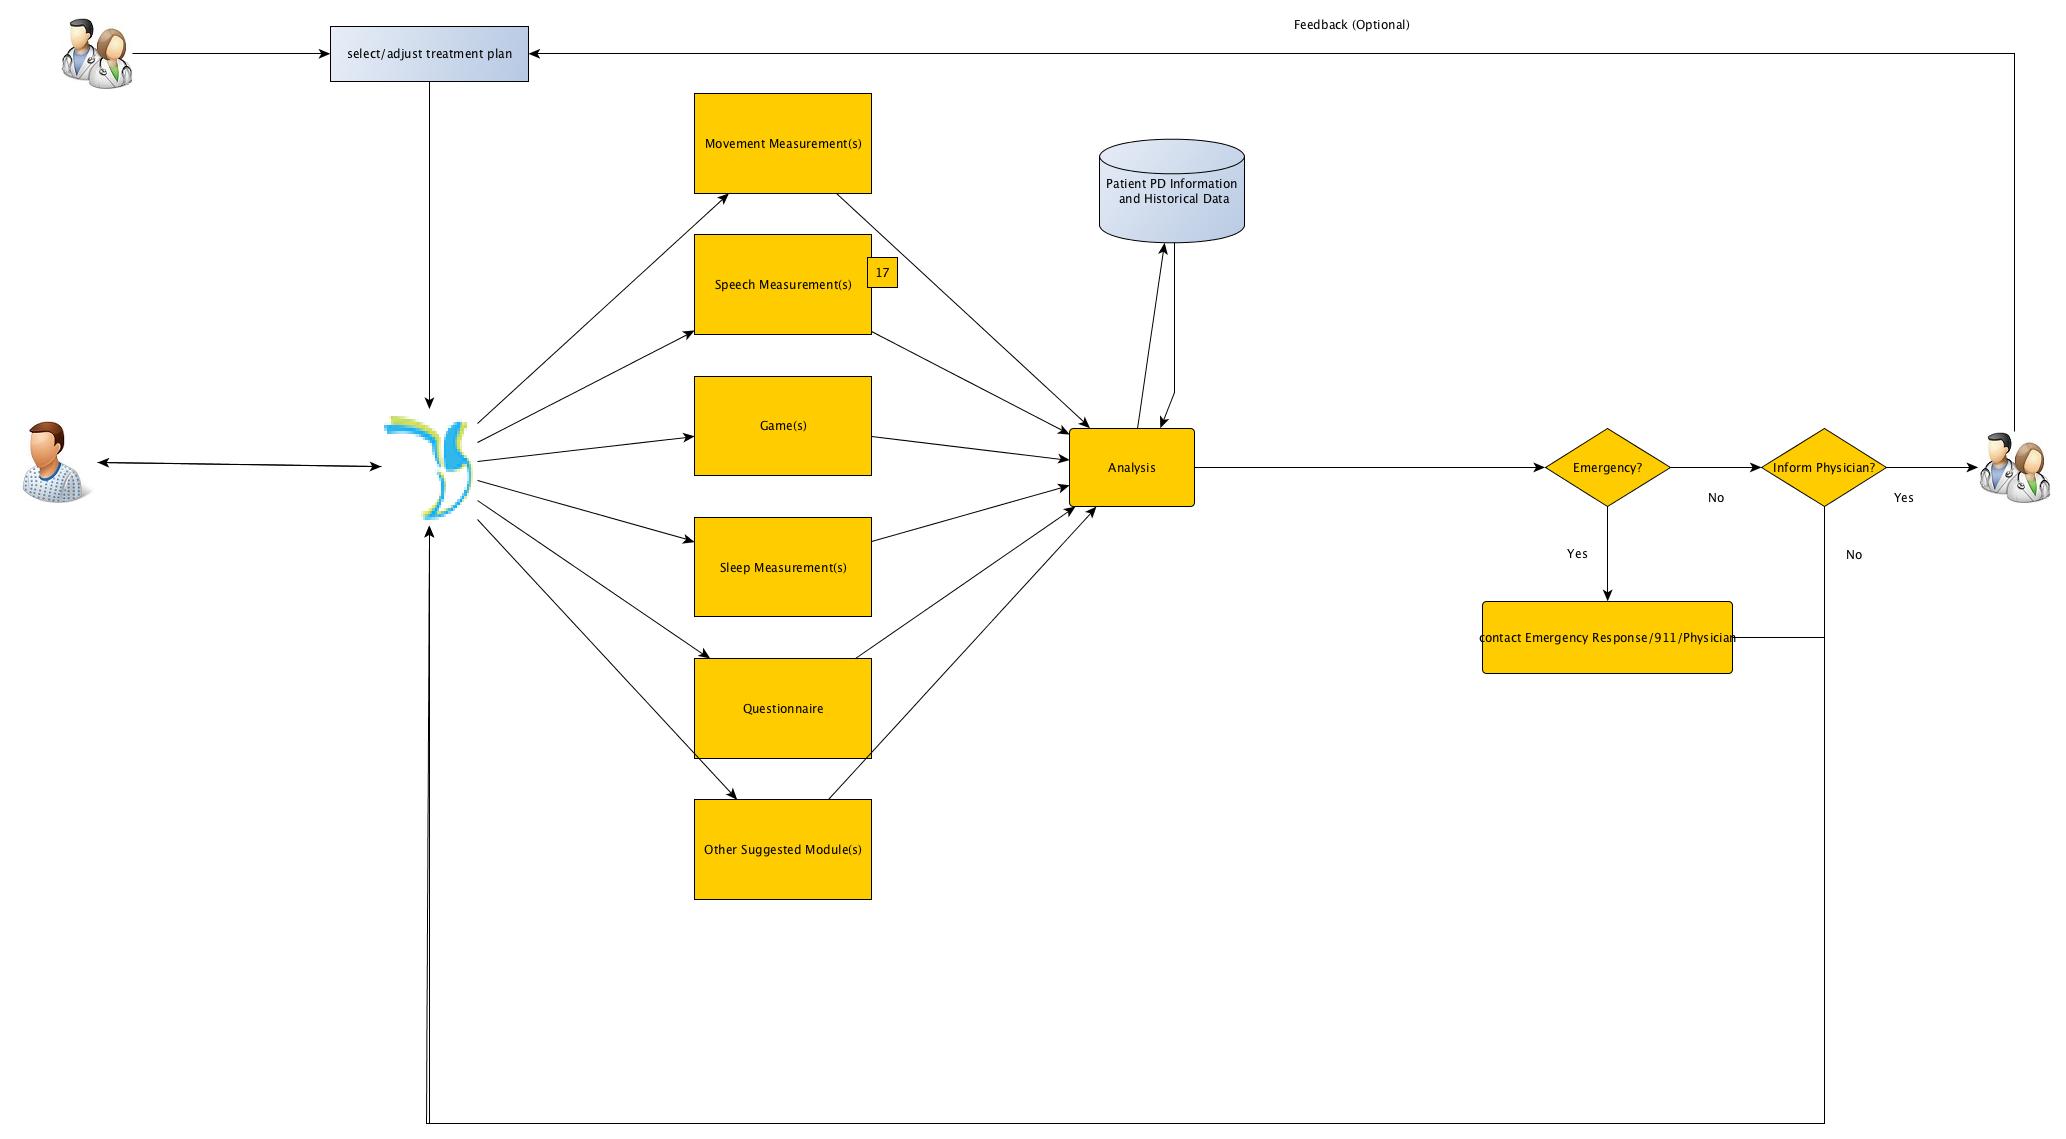 Feedback (Optional)
select/adjust treatment plan
Movement Measurement(s)
Patient PD Information
and Historical Data
17
Speech Measurement(s)
Game(s)
Analysis
Emergency?
Inform Physician?
No
Yes
Yes
No
Sleep Measurement(s)
contact Emergency Response/911/Physician
Questionnaire
Other Suggested Module(s)